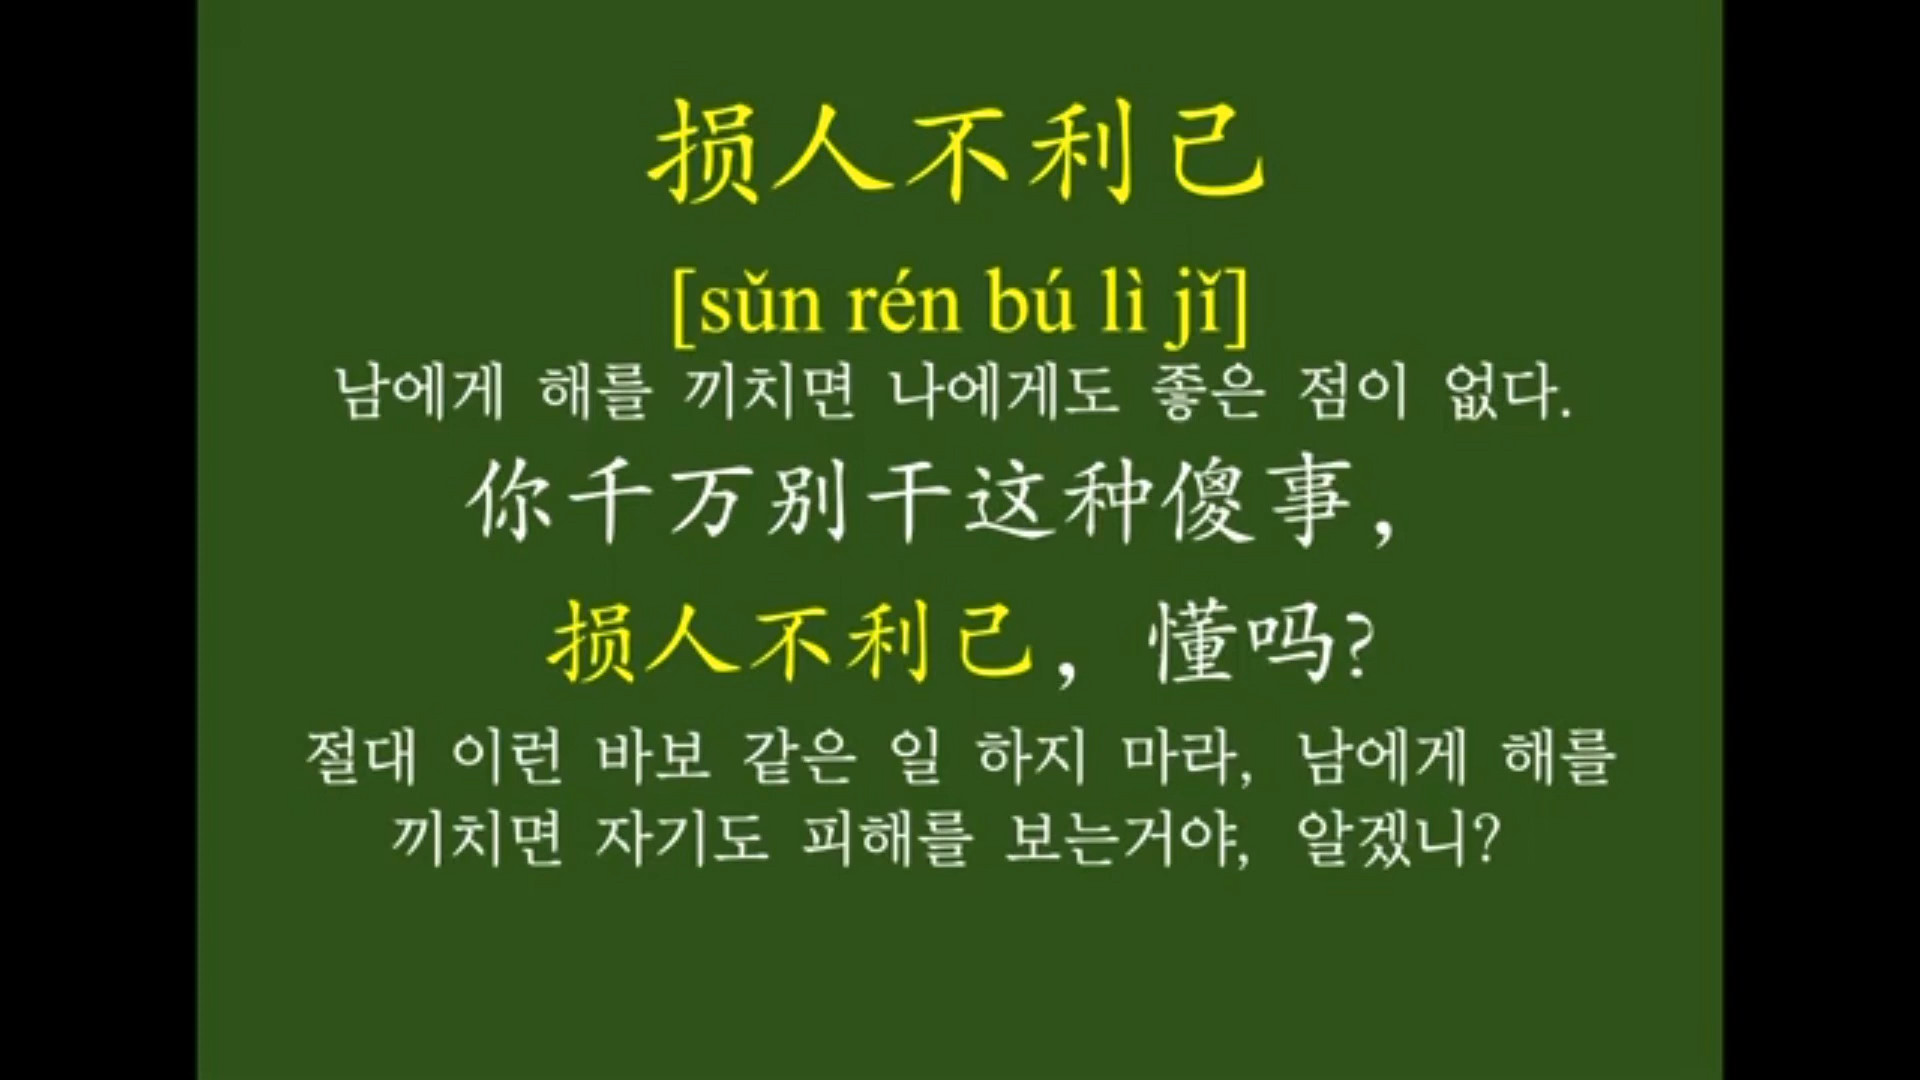 损人不利己
[sǔn rén bú lì jǐ]
남에게 해를 끼치면 나에게도 좋은 점이 없다.
你千万别干这种傻事，
损人不利己，懂吗?
절대 이런 바보 같은 일 하지 마라, 남에게 해를
끼치면 자기도 피해를 보는거야, 알겠니?